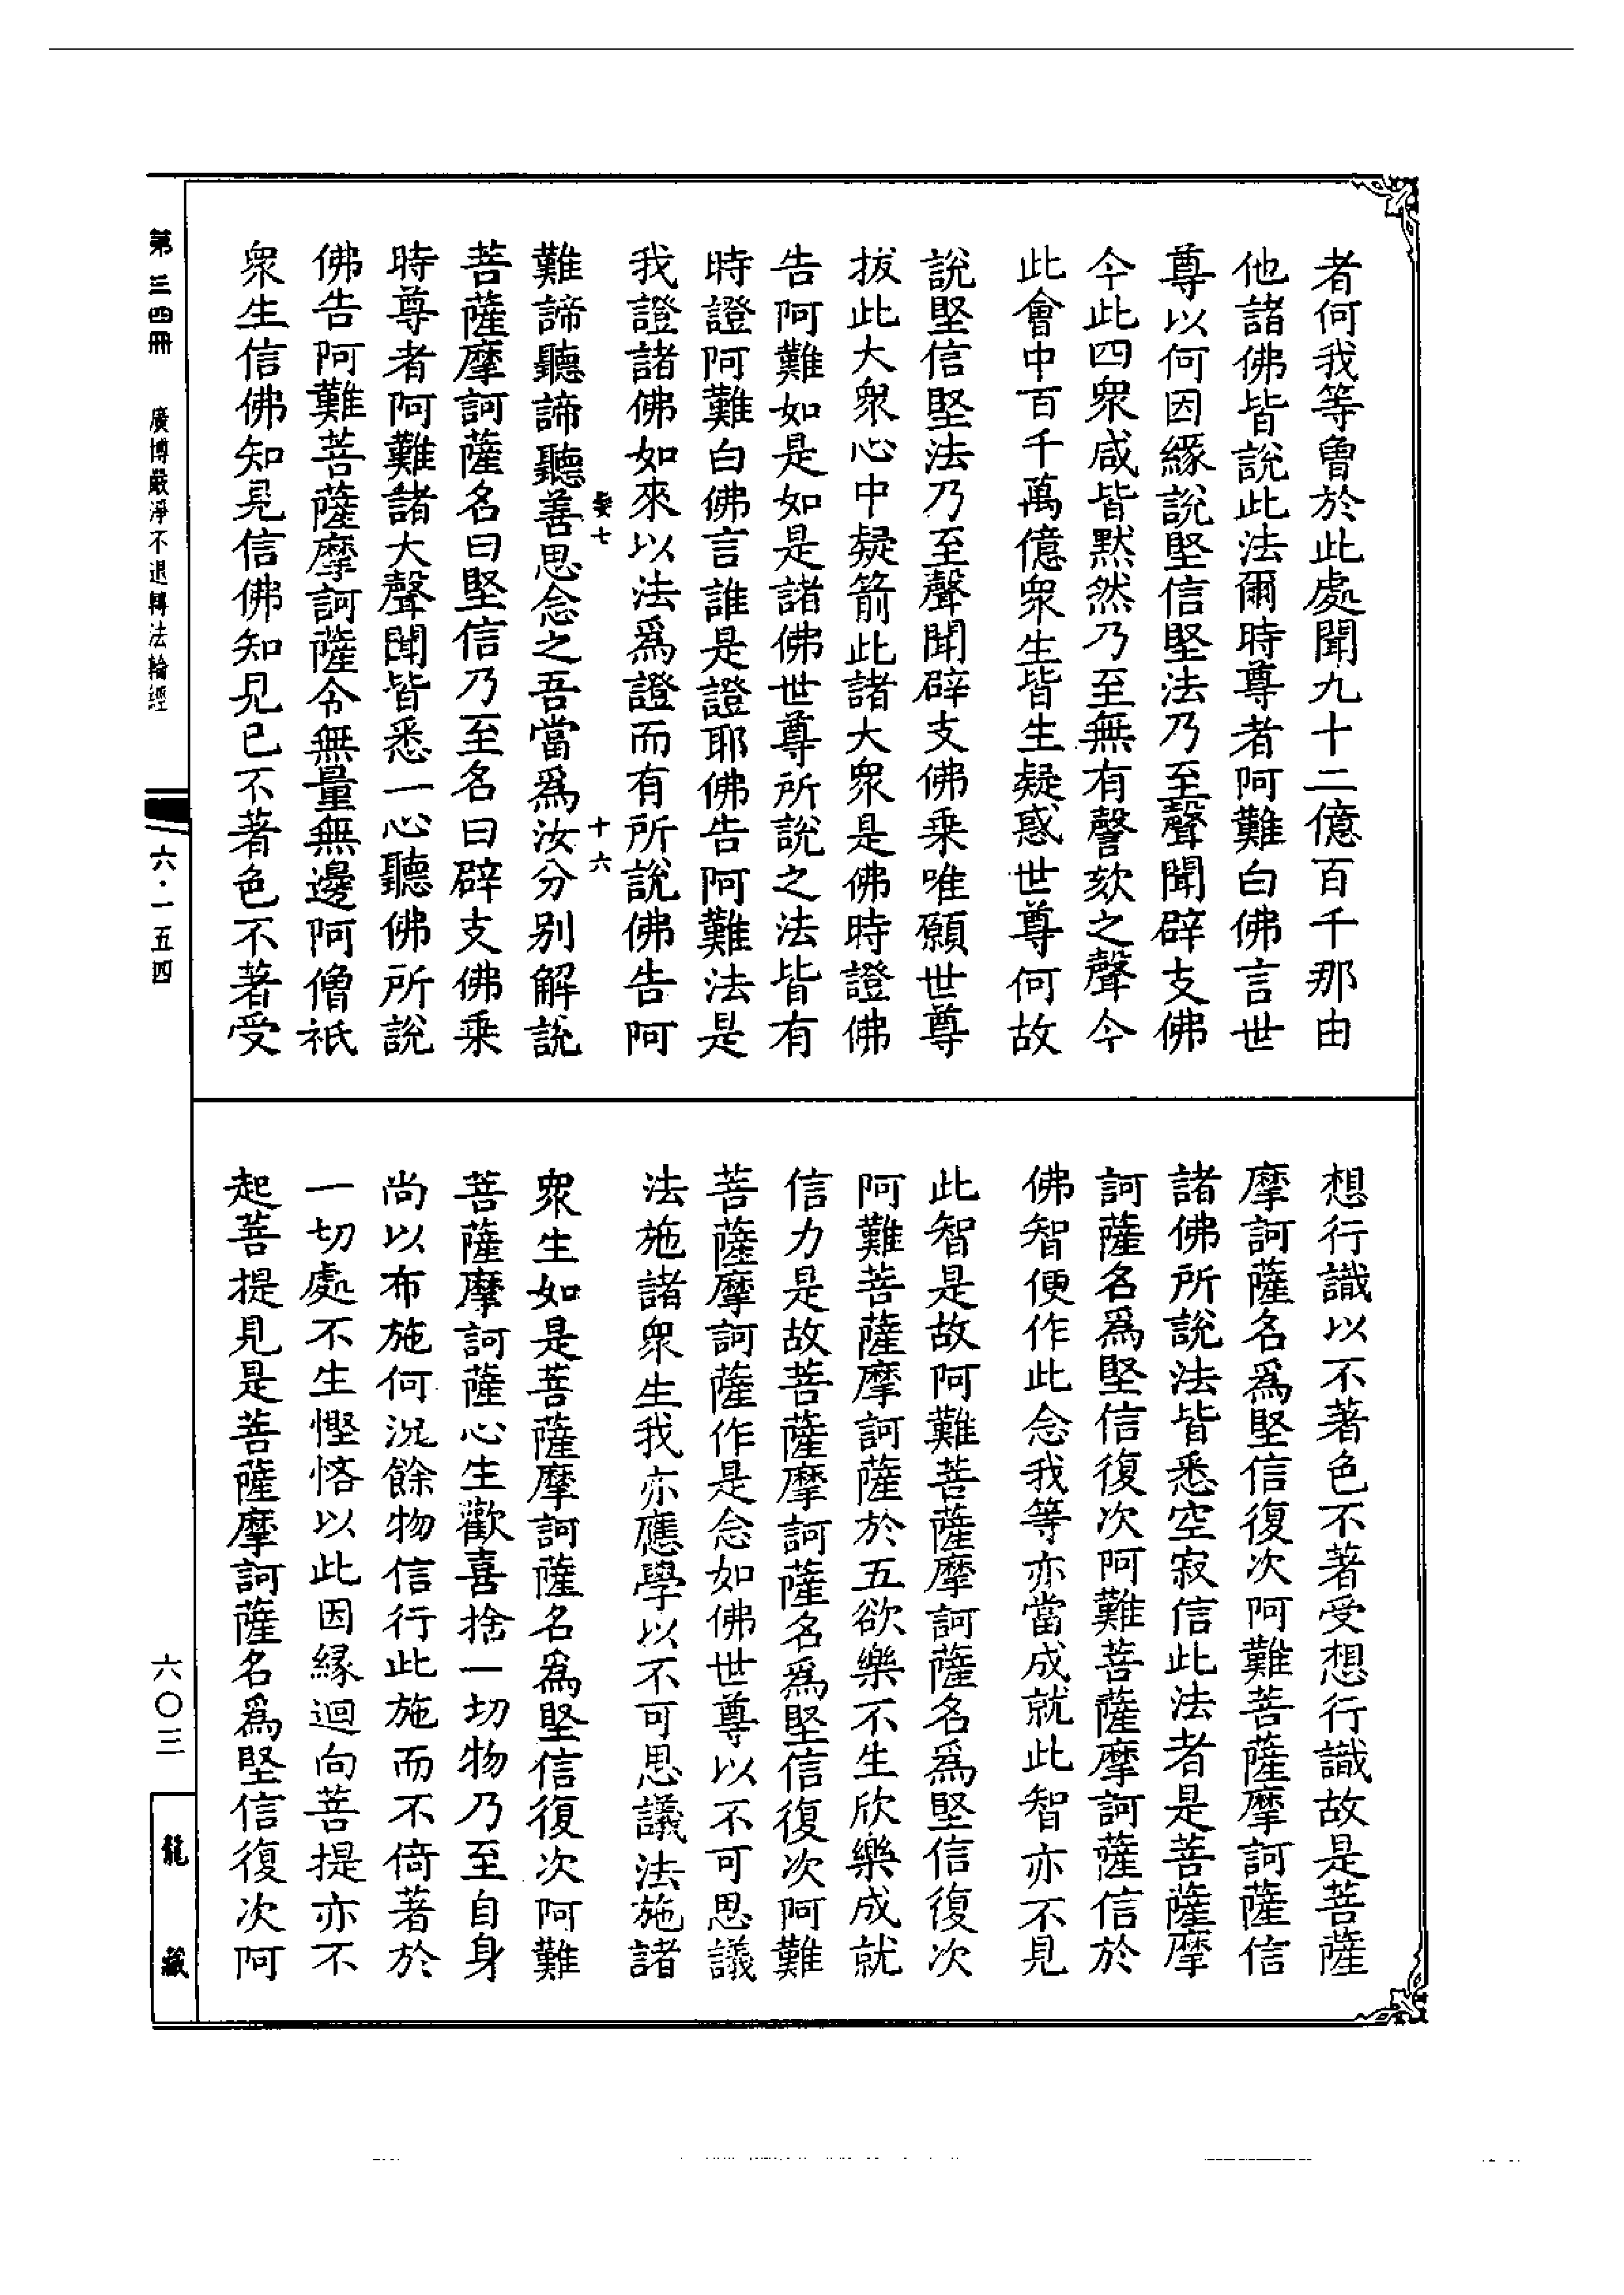 者何我等曾於此處聞九十二億百千那由
他諸佛皆說此法爾時尊者阿難白佛言世
尊以何因緣說堅信堅法乃至聲聞辟支佛
今此四衆咸皆默然乃至無有謦欬之聲今
此會中百千萬億衆生皆生疑惑世尊何故
說堅信堅法乃至聲聞辟支佛乘唯願世尊
拔此大衆心中疑箭此諸大衆是佛時證佛
告阿難如是如是諸佛世尊所說之法皆有
時證阿難白佛言誰是證耶佛告阿難法是
我證諸佛如來以法爲證而有所說佛告阿
髮七 十六
難諦聽諦聽善思念之吾當爲汝分別解說
菩薩摩訶薩名曰堅信乃至名曰辟支佛乘
時尊者阿難諸大聲聞皆悉一心聽佛所說
佛告阿難菩薩摩訶薩令無量無邊阿僧祇
衆生信佛知見信佛知見已不著色不著受
想行識以不著色不著受想行識故是菩薩
摩訶薩名爲堅信復次阿難菩薩摩訶薩信
諸佛所說法皆悉空寂信此法者是菩薩摩
訶薩名爲堅信復次阿難菩薩摩訶薩信於
佛智便作此念我等亦當成就此智亦不見
此智是故阿難菩薩摩訶薩名爲堅信復次
阿難菩薩摩訶薩於五欲樂不生欣樂成就
信力是故菩薩摩訶薩名爲堅信復次阿難
菩薩摩訶薩作是念如佛世尊以不可思議
法施諸衆生我亦應學以不可思議法施諸
衆生如是菩薩摩訶薩名爲堅信復次阿難
菩薩摩訶薩心生歡喜捨一切物乃至自身
尚以布施何況餘物信行此施而不倚著於
一切處不生慳悋以此因緣迴向菩提亦不
起菩提見是菩薩摩訶薩名爲堅信復次阿
第三四冊 廣博嚴淨不退轉法輪經 六·一五四
六〇三 龍藏